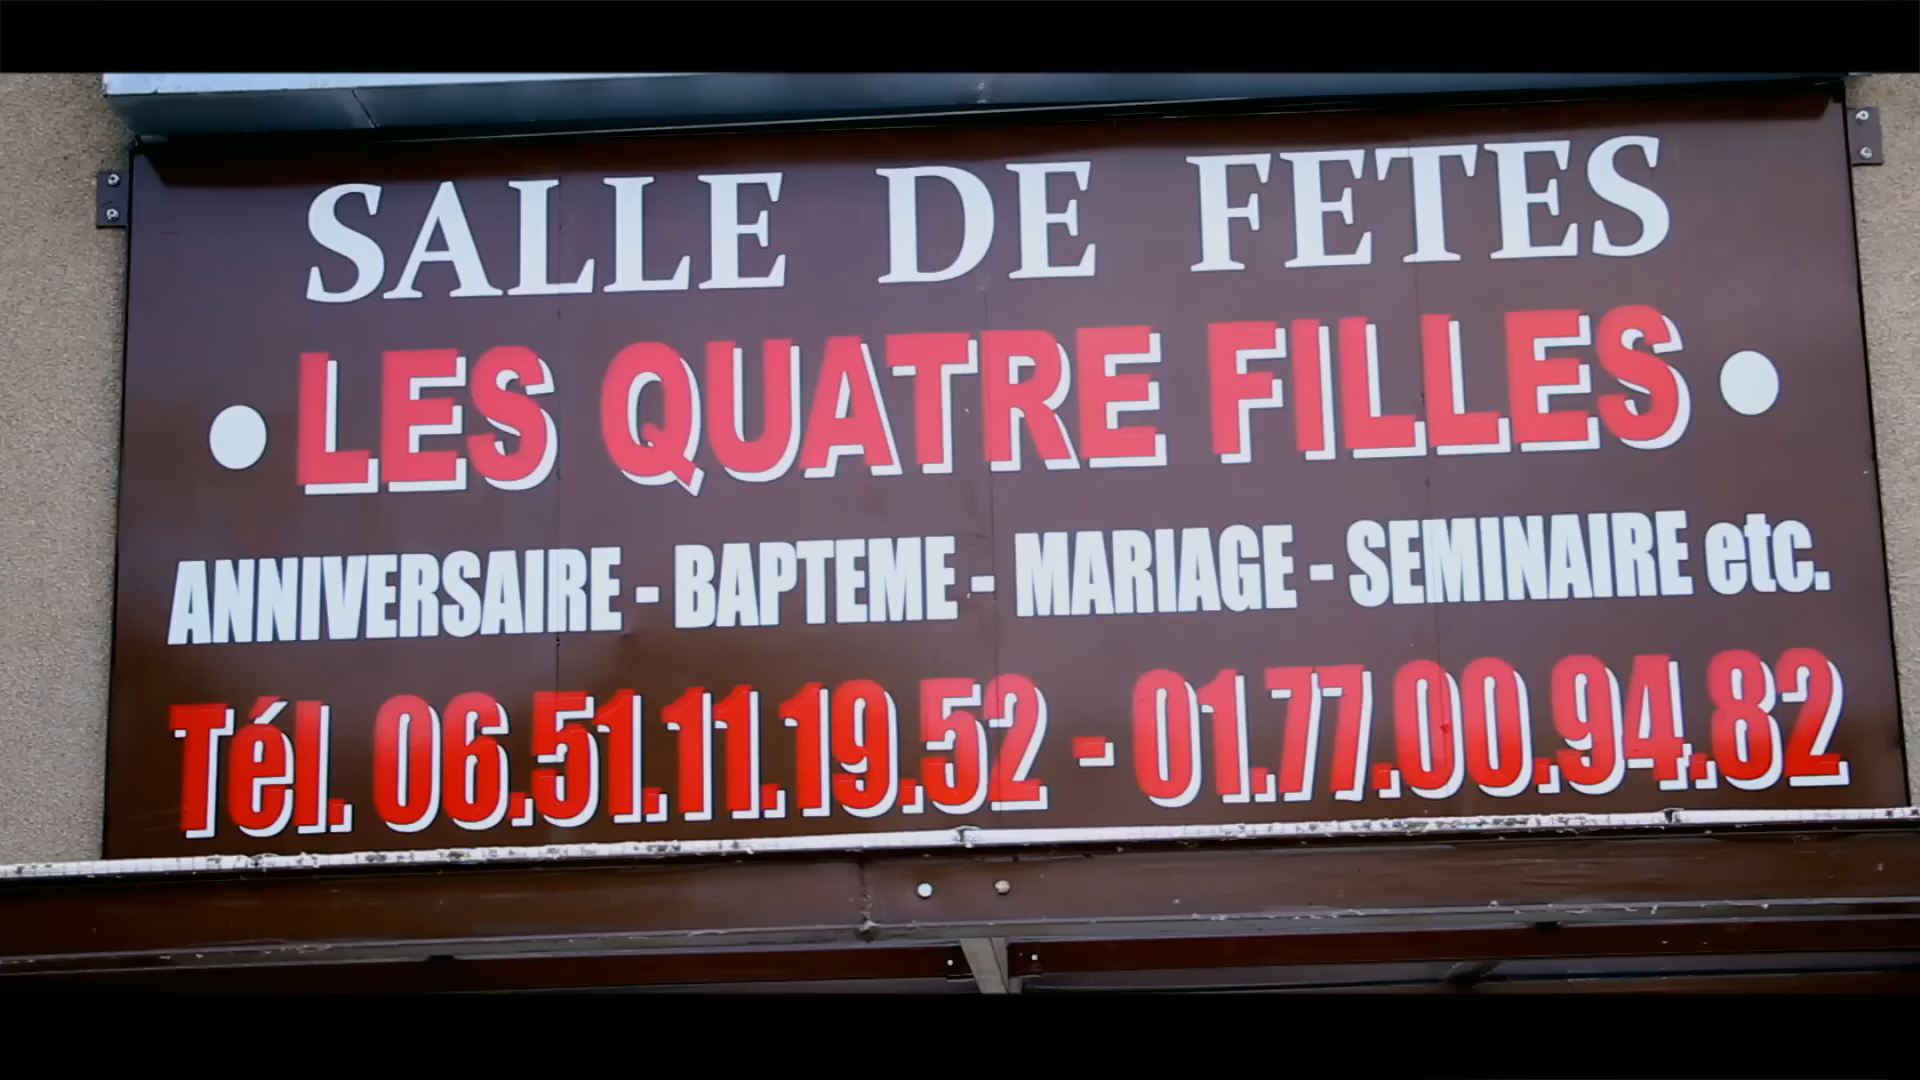 SALLE DE FETES
• LES QUATRE FILLES •
ANNIVERSAIRE - BAPTEME - MARIAGE - SEMINAIRE etc.
Tél. 06.51.11.19.52 - 01.77.00.94.82